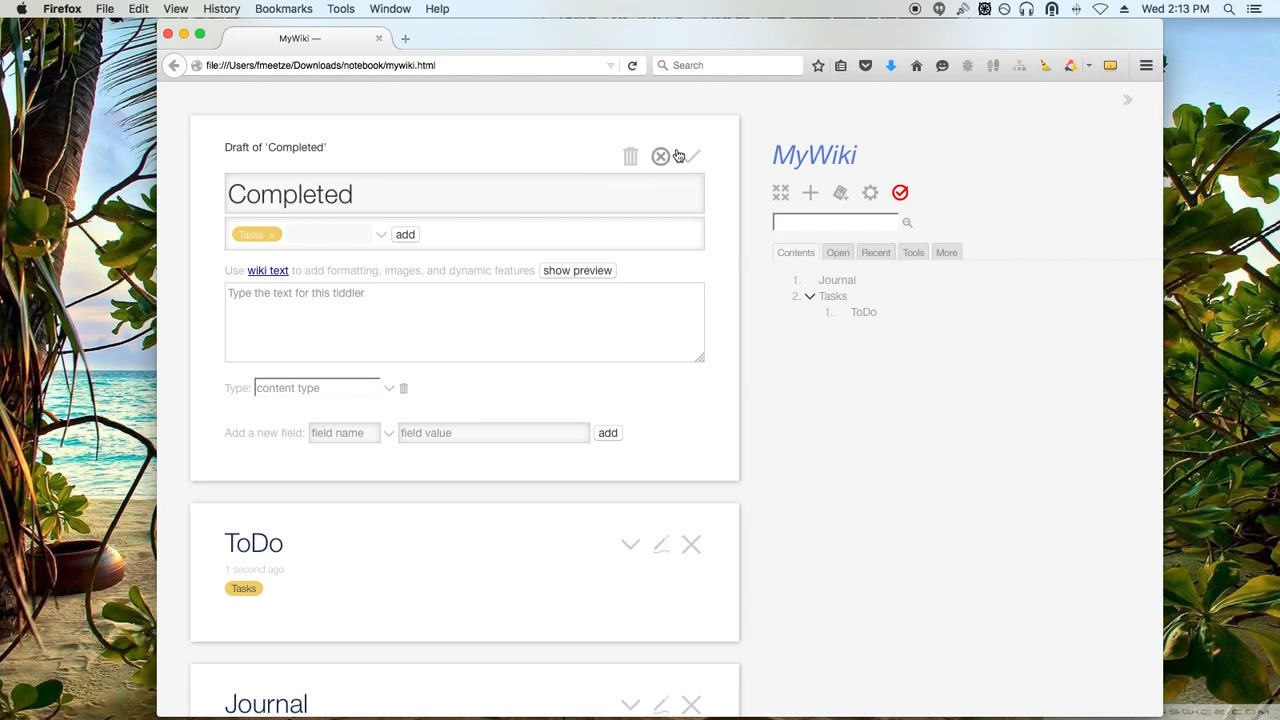 Firefox File Edit View History Bookmarks Tools Window Help Wed 2:13 PM
MyWiki —
file:///Users/fmeetze/Downloads/notebook/mywiki.html Search
Draft of 'Completed'
Completed
Tasks × add
Use wiki text to add formatting, images, and dynamic features show preview
Type the text for this tiddler
Type: content type
Add a new field: field name field value add
ToDo
1 second ago
Tasks
Journal
MyWiki
Contents Open Recent Tools More
1. Journal
2. Tasks
1. ToDo